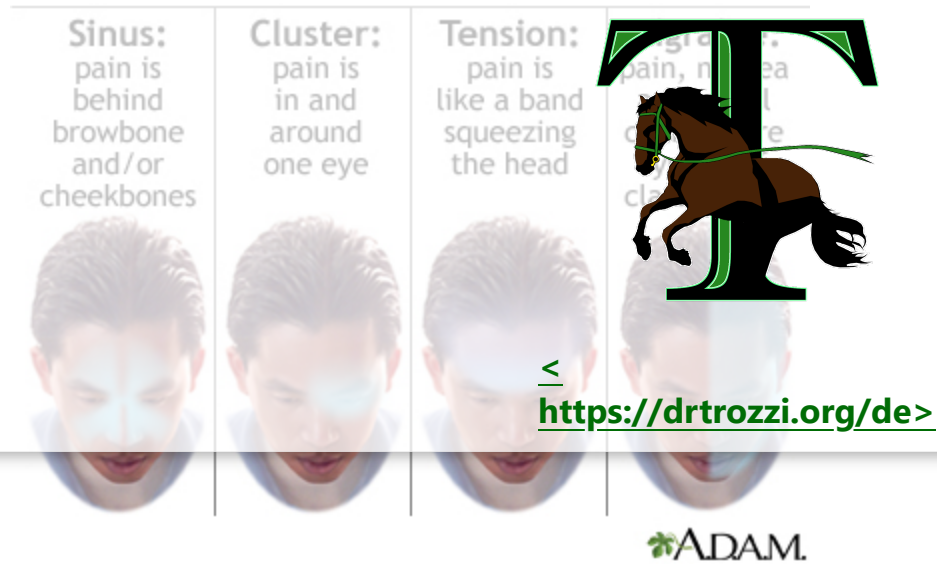 Sinus:
pain is
behind
browbone
and/or
cheekbones
Cluster:
pain is
in and
around
one eye
Tension:
pain is
like a band
squeezing
the head
pain,
T
<
https://drtrozzi.org/de>
A.D.A.M.